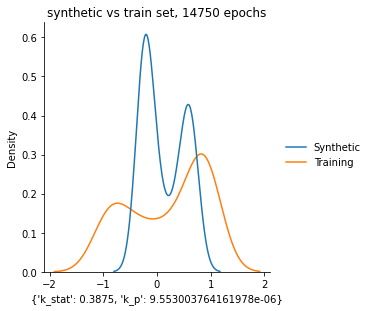 synthetic vs train set, 14750 epochs
0.6
0.5
0.4
0.3
0.2
0.1
0.0
Density
Synthetic
Training
−2 −1 0 1 2
{'k_stat': 0.3875, 'k_p': 9.553003764161978e-06}